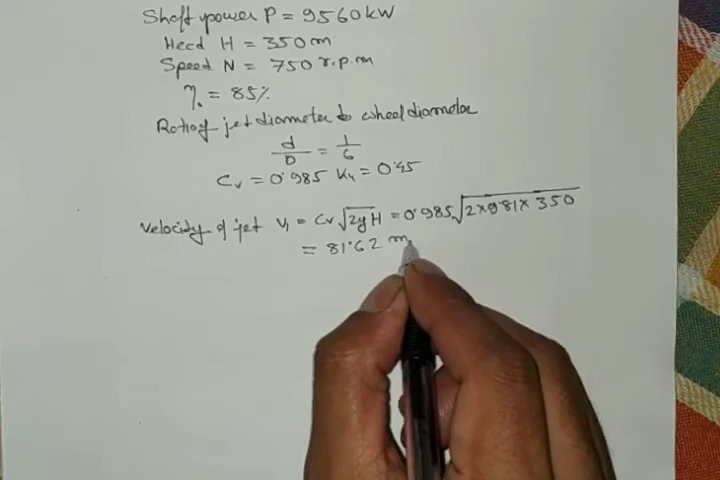 Shaft power P = 9560 kW
Head H = 350 m
Speed N = 750 r.p.m
η₀ = 85%
Ratio of jet diameter to wheel diameter
d/D = 1/6
Cv = 0.985 Ku = 0.45
Velocity of jet V₁ = Cv √2gH = 0.985 √2×9.81×350
= 81.62 m